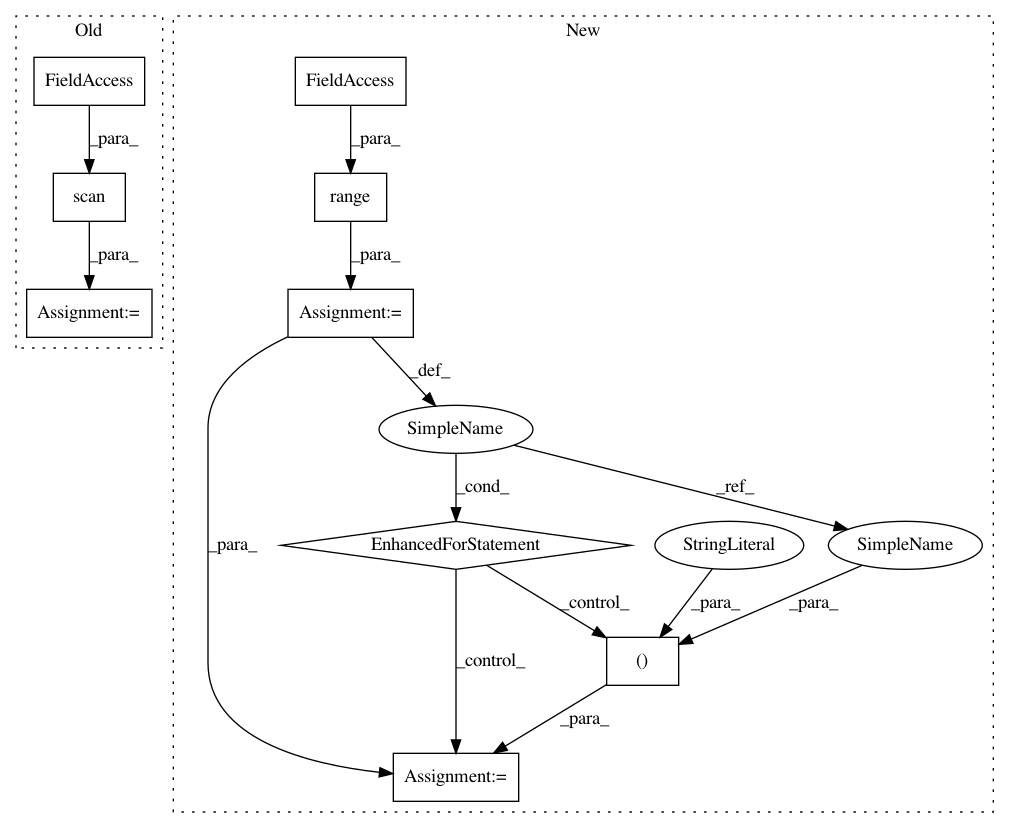 Old
New
FieldAccess
FieldAccess
_para_
_para_
scan
range
_para_
_para_
Assignment:=
Assignment:=
_def_
SimpleName
_cond_
_ref_
_para_
EnhancedForStatement
StringLiteral
SimpleName
_control_
_para_
_para_
_control_
()
_para_
Assignment:=